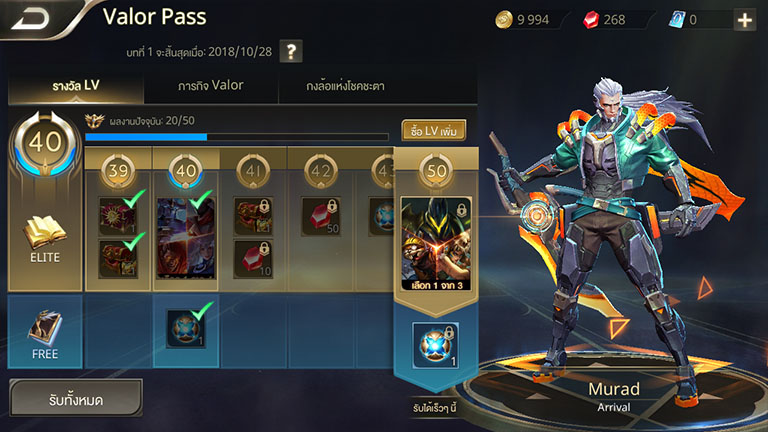 Valor Pass
9 994
268
0
บทที่ 1 จะสิ้นสุดเมื่อ: 2018/10/28
?
รางวัล LV
ภารกิจ Valor
กงล้อแห่งโชคชะตา
40
ผลงานปัจจุบัน: 20/50
ซื้อ LV เพิ่ม
39
40
41
42
43
50
ELITE
1
50
10
เลือก 1 จาก 3
FREE
1
1
รับทั้งหมด
รับได้เร็วๆ นี้
Murad
Arrival